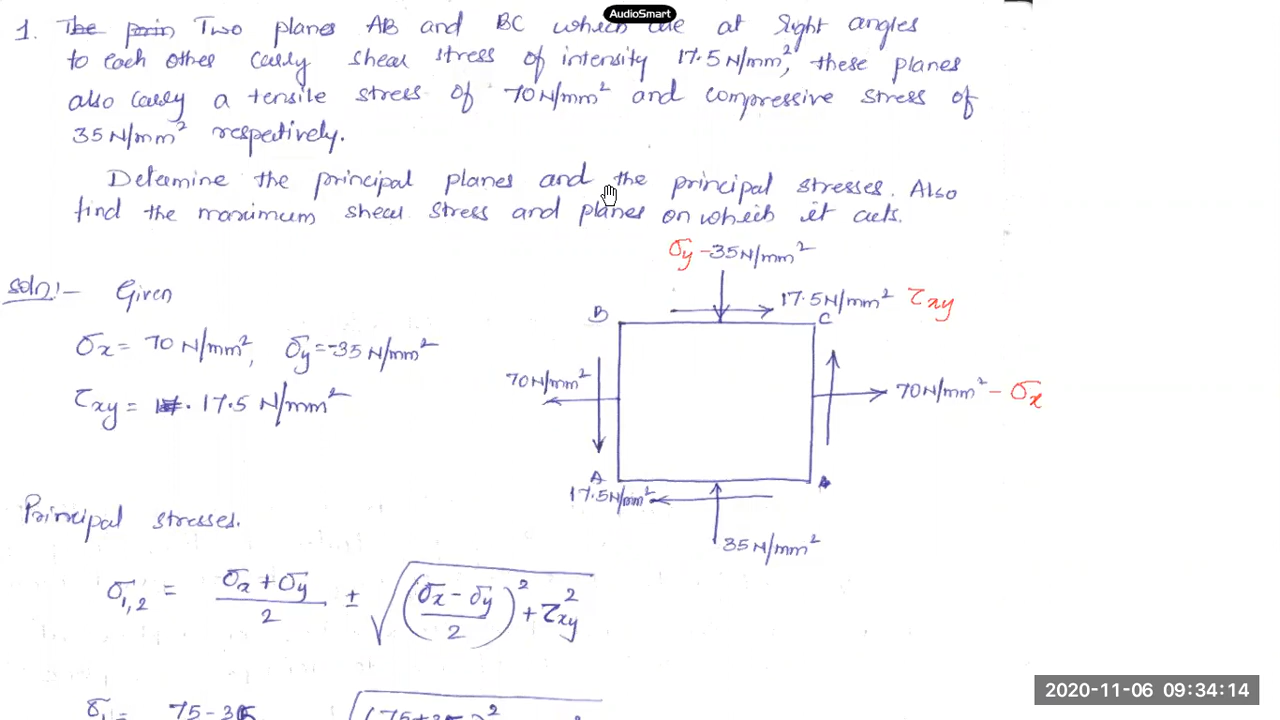 AudioSmart
1. The prin Two planes AB and BC which are at right angles
to each other carry shear stress of intensity 17.5 N/mm², these planes
also carry a tensile stress of 70 N/mm² and compressive stress of
35 N/mm² respectively.
Determine the principal planes and the principal stresses. Also
find the maximum shear stress and planes on which it acts.
σy -35 N/mm²
Soln:- Given
17.5 N/mm² τxy
B C
σx = 70 N/mm², σy = -35 N/mm²
70 N/mm²
70 N/mm² - σx
τxy = 17.5 N/mm²
A
17.5 N/mm²
Principal stresses.
35 N/mm²
σ1,2 = (σx + σy)/2 ± √(((σx - σy)/2)² + τxy²)
2020-11-06 09:34:14